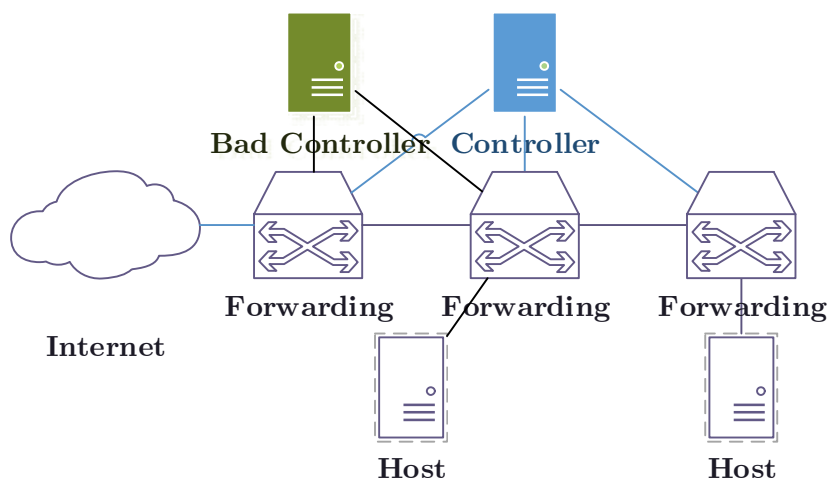 Bad Controller
Controller
Forwarding
Forwarding
Forwarding
Internet
Host
Host